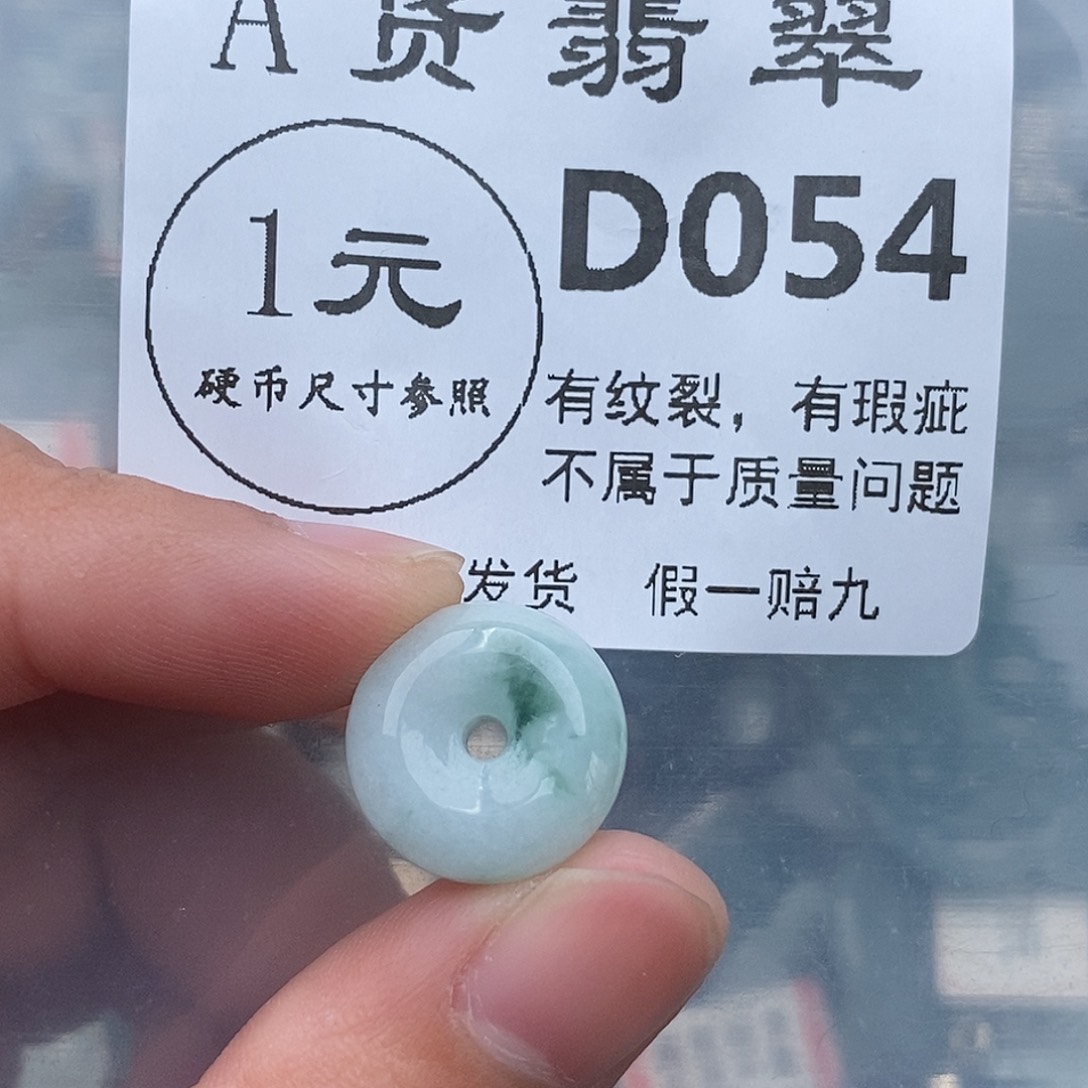 A货翡翠
1元
硬币尺寸参照
D054
有纹裂，有瑕疵
不属于质量问题
发货 假一赔九